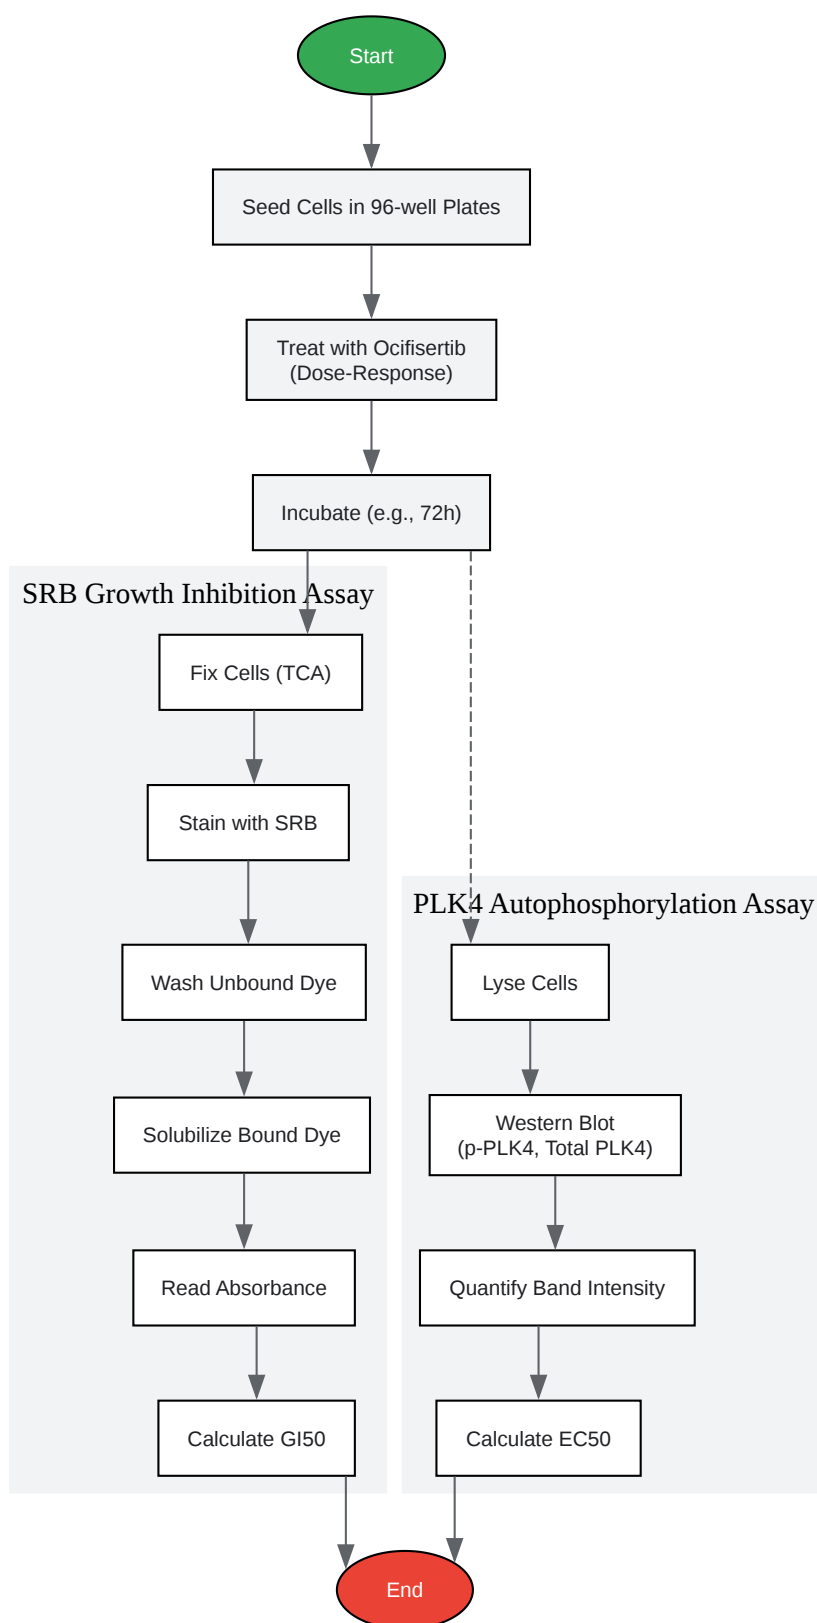 Start
Seed Cells in 96-well Plates
Treat with Ocifisertib
(Dose-Response)
Incubate (e.g., 72h)
SRB Growth Inhibition Assay
Fix Cells (TCA)
Stain with SRB
Wash Unbound Dye
Solubilize Bound Dye
Read Absorbance
Calculate GI50
PLK4 Autophosphorylation Assay
Lyse Cells
Western Blot
(p-PLK4, Total PLK4)
Quantify Band Intensity
Calculate EC50
End